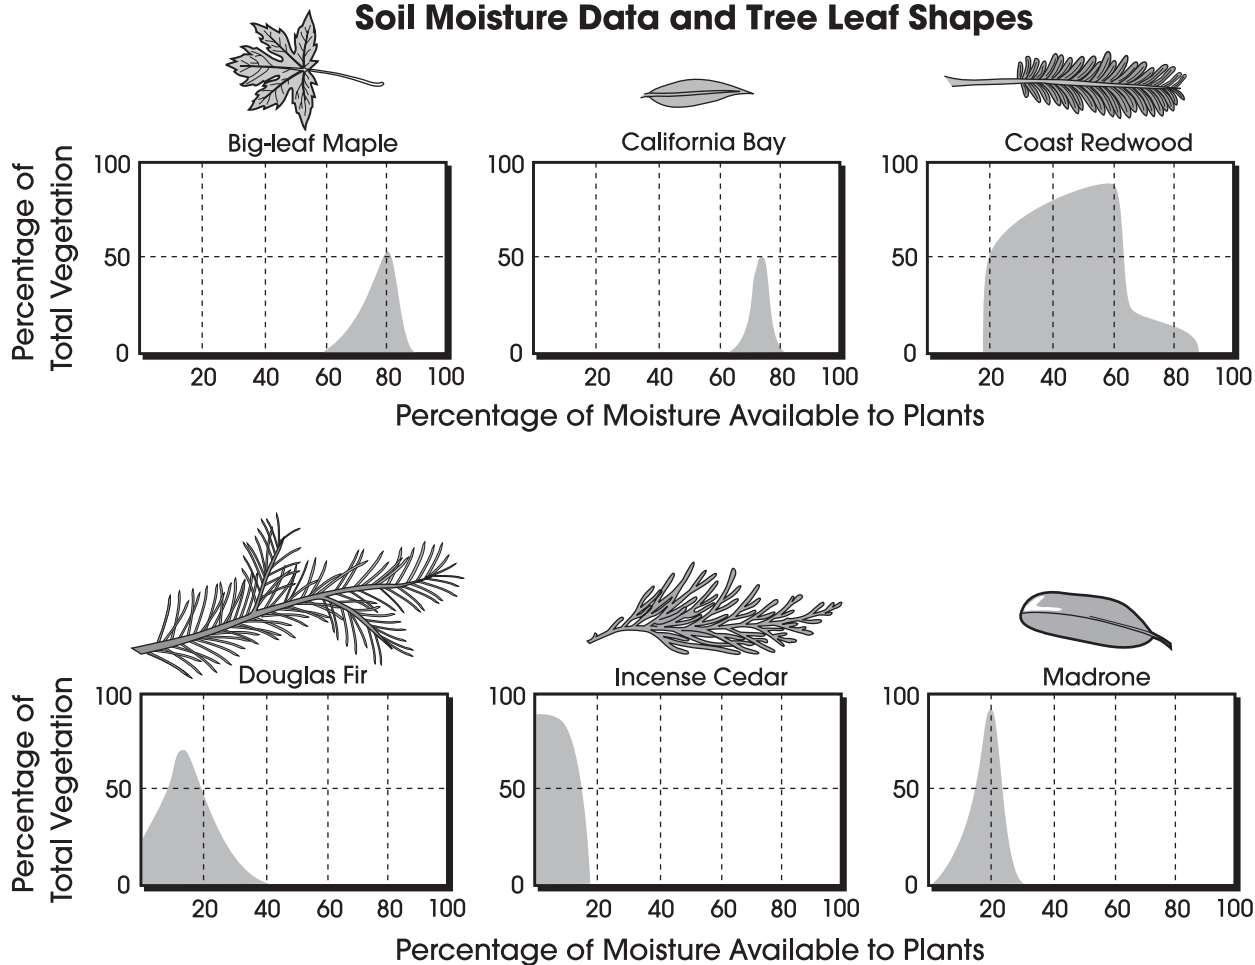 Soil Moisture Data and Tree Leaf Shapes
Big-leaf Maple
California Bay
Coast Redwood
Percentage of
Total Vegetation
100
50
0
20 40 60 80 100
100
50
0
20 40 60 80 100
100
50
0
20 40 60 80 100
Percentage of Moisture Available to Plants
Douglas Fir
Incense Cedar
Madrone
Percentage of
Total Vegetation
100
50
0
20 40 60 80 100
100
50
0
20 40 60 80 100
100
50
0
20 40 60 80 100
Percentage of Moisture Available to Plants